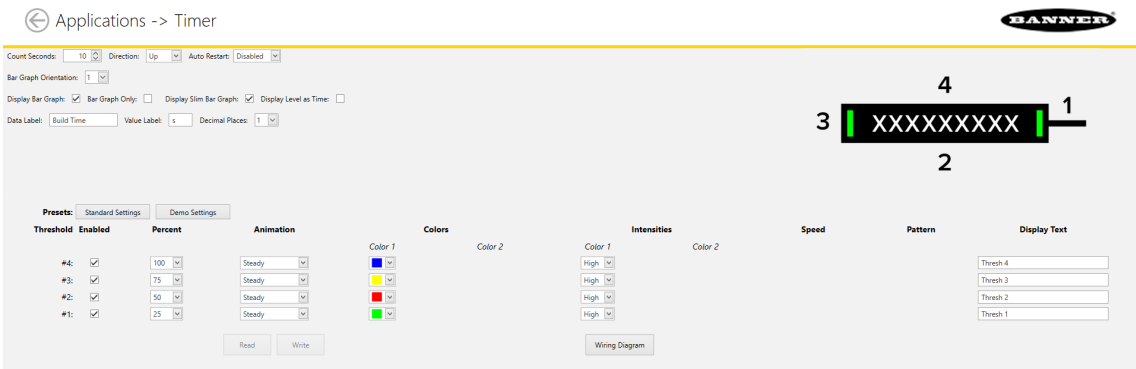 Applications -> Timer
BANNER
Count Seconds: 10 Direction: Up Auto Restart: Disabled
Bar Graph Orientation: 1
Display Bar Graph: Bar Graph Only: Display Slim Bar Graph: Display Level as Time:
Data Label: Build Time Value Label: s Decimal Places: 1
4
3 XXXXXXXXX 1
2
Presets: Standard Settings Demo Settings
Threshold Enabled Percent Animation Colors Intensities Speed Pattern Display Text
Color 1 Color 2 Color 1 Color 2
#4: 100 Steady High Thresh 4
#3: 75 Steady High Thresh 3
#2: 50 Steady High Thresh 2
#1: 25 Steady High Thresh 1
Read Write Wiring Diagram